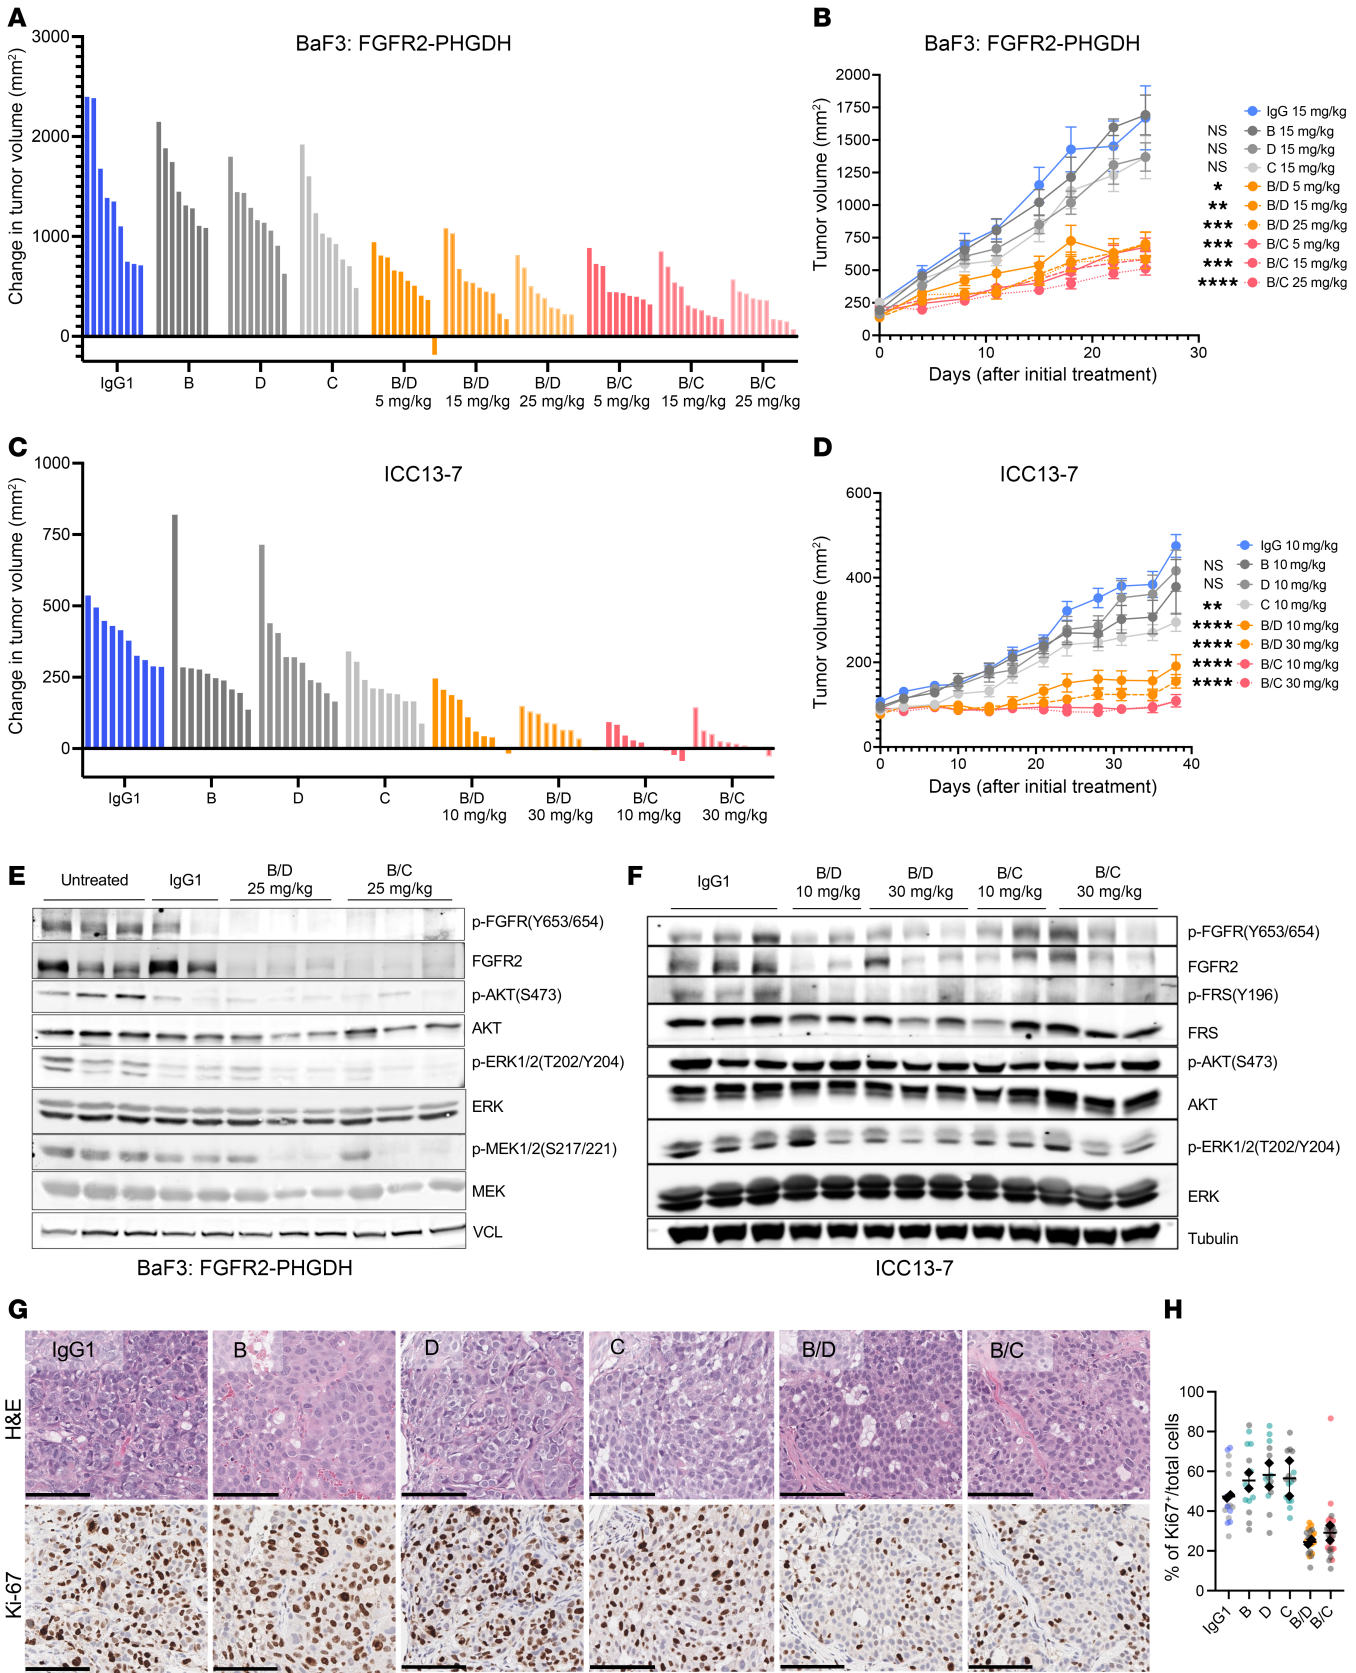 A
BaF3: FGFR2-PHGDH
Change in tumor volume (mm²)
3000
2000
1000
0
IgG1
B
D
C
B/D
5 mg/kg
B/D
15 mg/kg
B/D
25 mg/kg
B/C
5 mg/kg
B/C
15 mg/kg
B/C
25 mg/kg
B
BaF3: FGFR2-PHGDH
Tumor volume (mm²)
2000
1750
1500
1250
1000
750
500
250
0
0
10
20
30
Days (after initial treatment)
IgG 15 mg/kg
NS B 15 mg/kg
NS D 15 mg/kg
NS C 15 mg/kg
* B/D 5 mg/kg
** B/D 15 mg/kg
*** B/D 25 mg/kg
*** B/C 5 mg/kg
*** B/C 15 mg/kg
**** B/C 25 mg/kg
C
ICC13-7
Change in tumor volume (mm²)
1000
750
500
250
0
IgG1
B
D
C
B/D
10 mg/kg
B/D
30 mg/kg
B/C
10 mg/kg
B/C
30 mg/kg
D
ICC13-7
Tumor volume (mm²)
600
400
200
0
0
10
20
30
40
Days (after initial treatment)
IgG 10 mg/kg
NS B 10 mg/kg
NS D 10 mg/kg
** C 10 mg/kg
**** B/D 10 mg/kg
**** B/D 30 mg/kg
**** B/C 10 mg/kg
**** B/C 30 mg/kg
E
Untreated
IgG1
B/D
25 mg/kg
B/C
25 mg/kg
p-FGFR(Y653/654)
FGFR2
p-AKT(S473)
AKT
p-ERK1/2(T202/Y204)
ERK
p-MEK1/2(S217/221)
MEK
VCL
BaF3: FGFR2-PHGDH
F
IgG1
B/D
10 mg/kg
B/D
30 mg/kg
B/C
10 mg/kg
B/C
30 mg/kg
p-FGFR(Y653/654)
FGFR2
p-FRS(Y196)
FRS
p-AKT(S473)
AKT
p-ERK1/2(T202/Y204)
ERK
Tubulin
ICC13-7
G
IgG1
B
D
C
B/D
B/C
H&E
Ki-67
H
% of Ki67⁺/total cells
100
80
60
40
20
0
IgG1
B
D
C
B/D
B/C